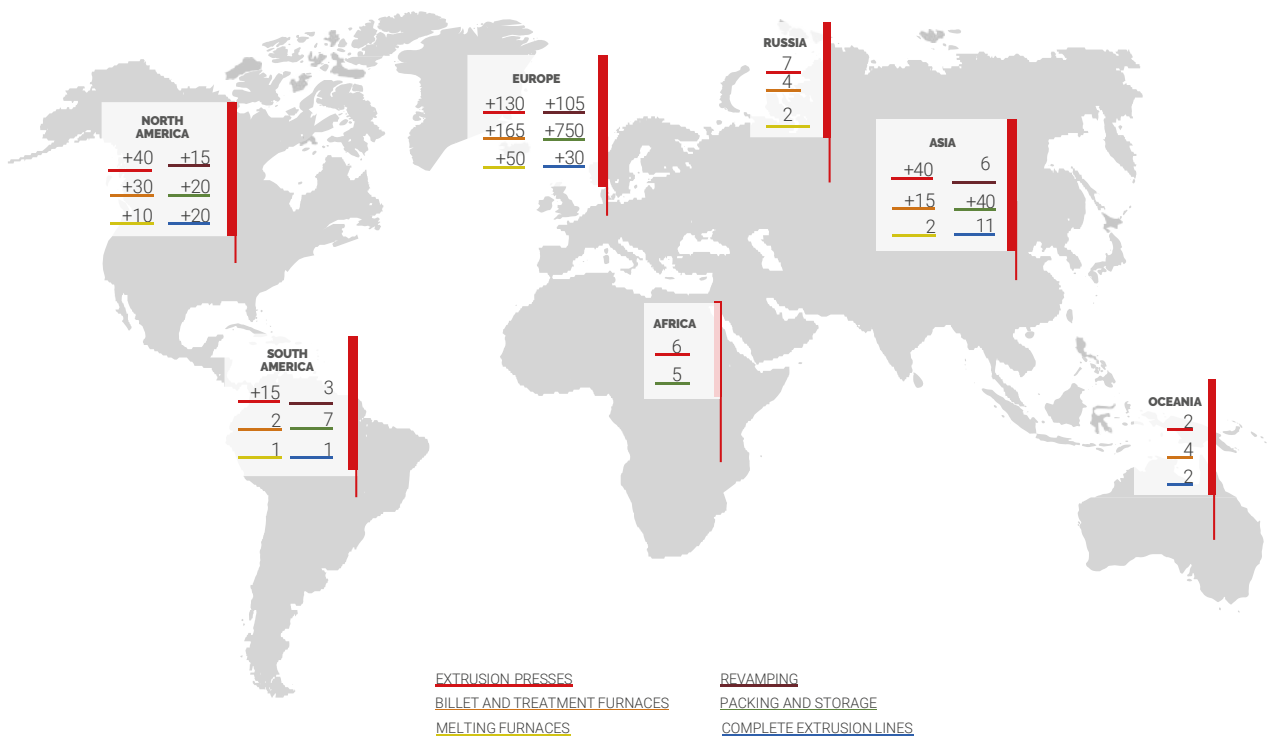 RUSSIA
7
4
2
EUROPE
+130 +105
+165 +750
+50 +30
NORTH
AMERICA
+40 +15
+30 +20
+10 +20
ASIA
+40 6
+15 +40
2 11
AFRICA
6
5
SOUTH
AMERICA
+15 3
2 7
1 1
OCEANIA
2
4
2
EXTRUSION PRESSES REVAMPING
BILLET AND TREATMENT FURNACES PACKING AND STORAGE
MELTING FURNACES COMPLETE EXTRUSION LINES